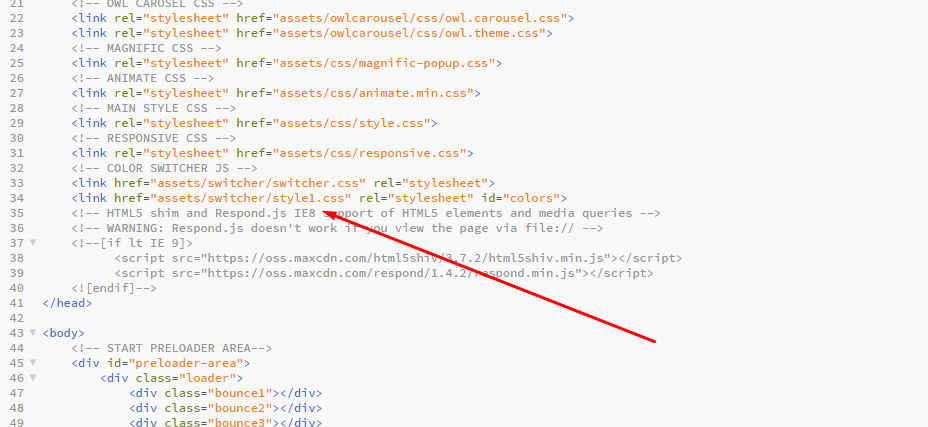 21 <!-- OWL CAROSEL CSS -->
22 <link rel="stylesheet" href="assets/owlcarousel/css/owl.carousel.css">
23 <link rel="stylesheet" href="assets/owlcarousel/css/owl.theme.css">
24 <!-- MAGNIFIC CSS -->
25 <link rel="stylesheet" href="assets/css/magnific-popup.css">
26 <!-- ANIMATE CSS -->
27 <link rel="stylesheet" href="assets/css/animate.min.css">
28 <!-- MAIN STYLE CSS -->
29 <link rel="stylesheet" href="assets/css/style.css">
30 <!-- RESPONSIVE CSS -->
31 <link rel="stylesheet" href="assets/css/responsive.css">
32 <!-- COLOR SWITCHER JS -->
33 <link href="assets/switcher/switcher.css" rel="stylesheet">
34 <link href="assets/switcher/style1.css" rel="stylesheet" id="colors">
35 <!-- HTML5 shim and Respond.js IE8 support of HTML5 elements and media queries -->
36 <!-- WARNING: Respond.js doesn't work if you view the page via file:// -->
37 <!--[if lt IE 9]>
38 <script src="https://oss.maxcdn.com/html5shiv/3.7.2/html5shiv.min.js"></script>
39 <script src="https://oss.maxcdn.com/respond/1.4.2/respond.min.js"></script>
40 <![endif]-->
41 </head>
42
43 <body>
44 <!-- START PRELOADER AREA-->
45 <div id="preloader-area">
46 <div class="loader">
47 <div class="bounce1"></div>
48 <div class="bounce2"></div>
49 <div class="bounce3"></div>